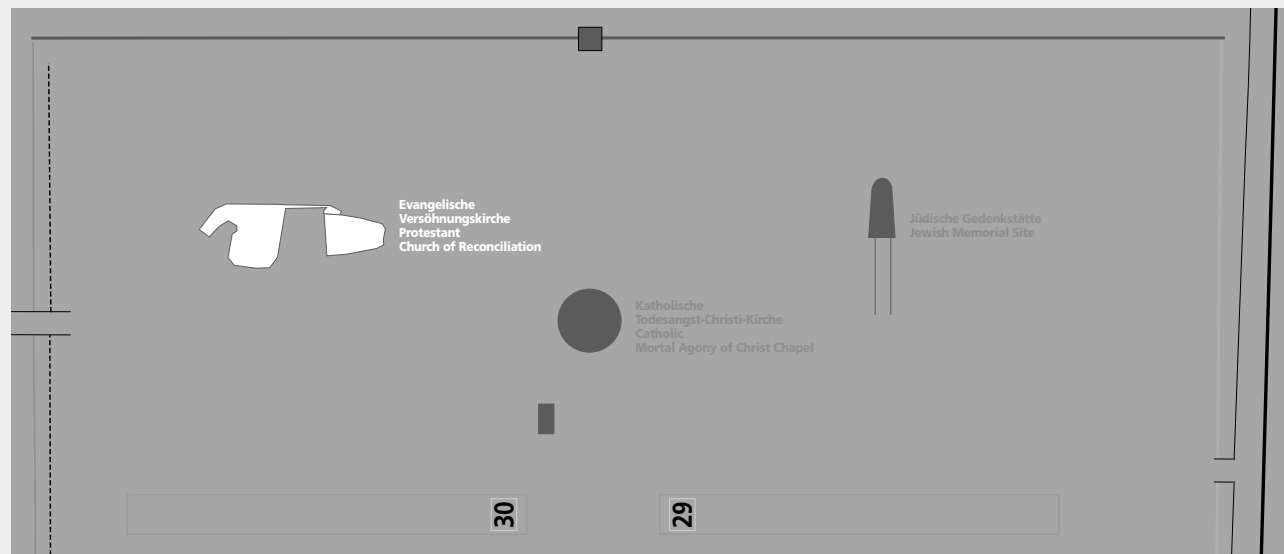 Evangelische
Versöhnungskirche
Protestant
Church of Reconciliation
Jüdische Gedenkstätte
Jewish Memorial Site
Katholische
Todesangst-Christi-Kirche
Catholic
Mortal Agony of Christ Chapel
30
29